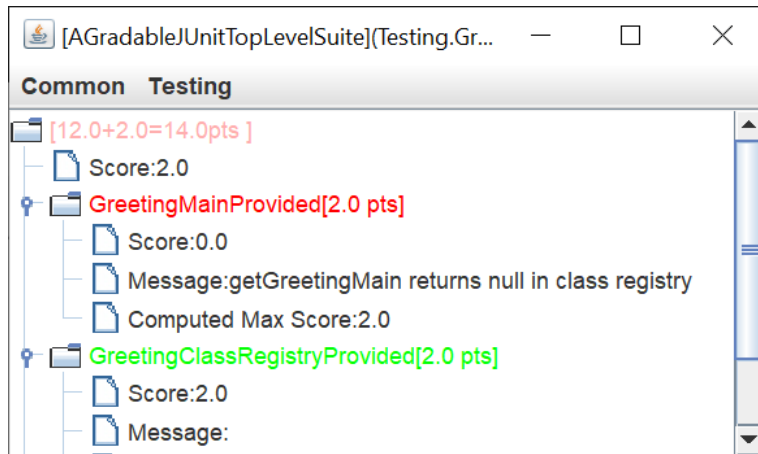 [AGradableJUnitTopLevelSuite](Testing.Gr...
Common Testing
[12.0+2.0=14.0pts ]
Score:2.0
GreetingMainProvided[2.0 pts]
Score:0.0
Message:getGreetingMain returns null in class registry
Computed Max Score:2.0
GreetingClassRegistryProvided[2.0 pts]
Score:2.0
Message: